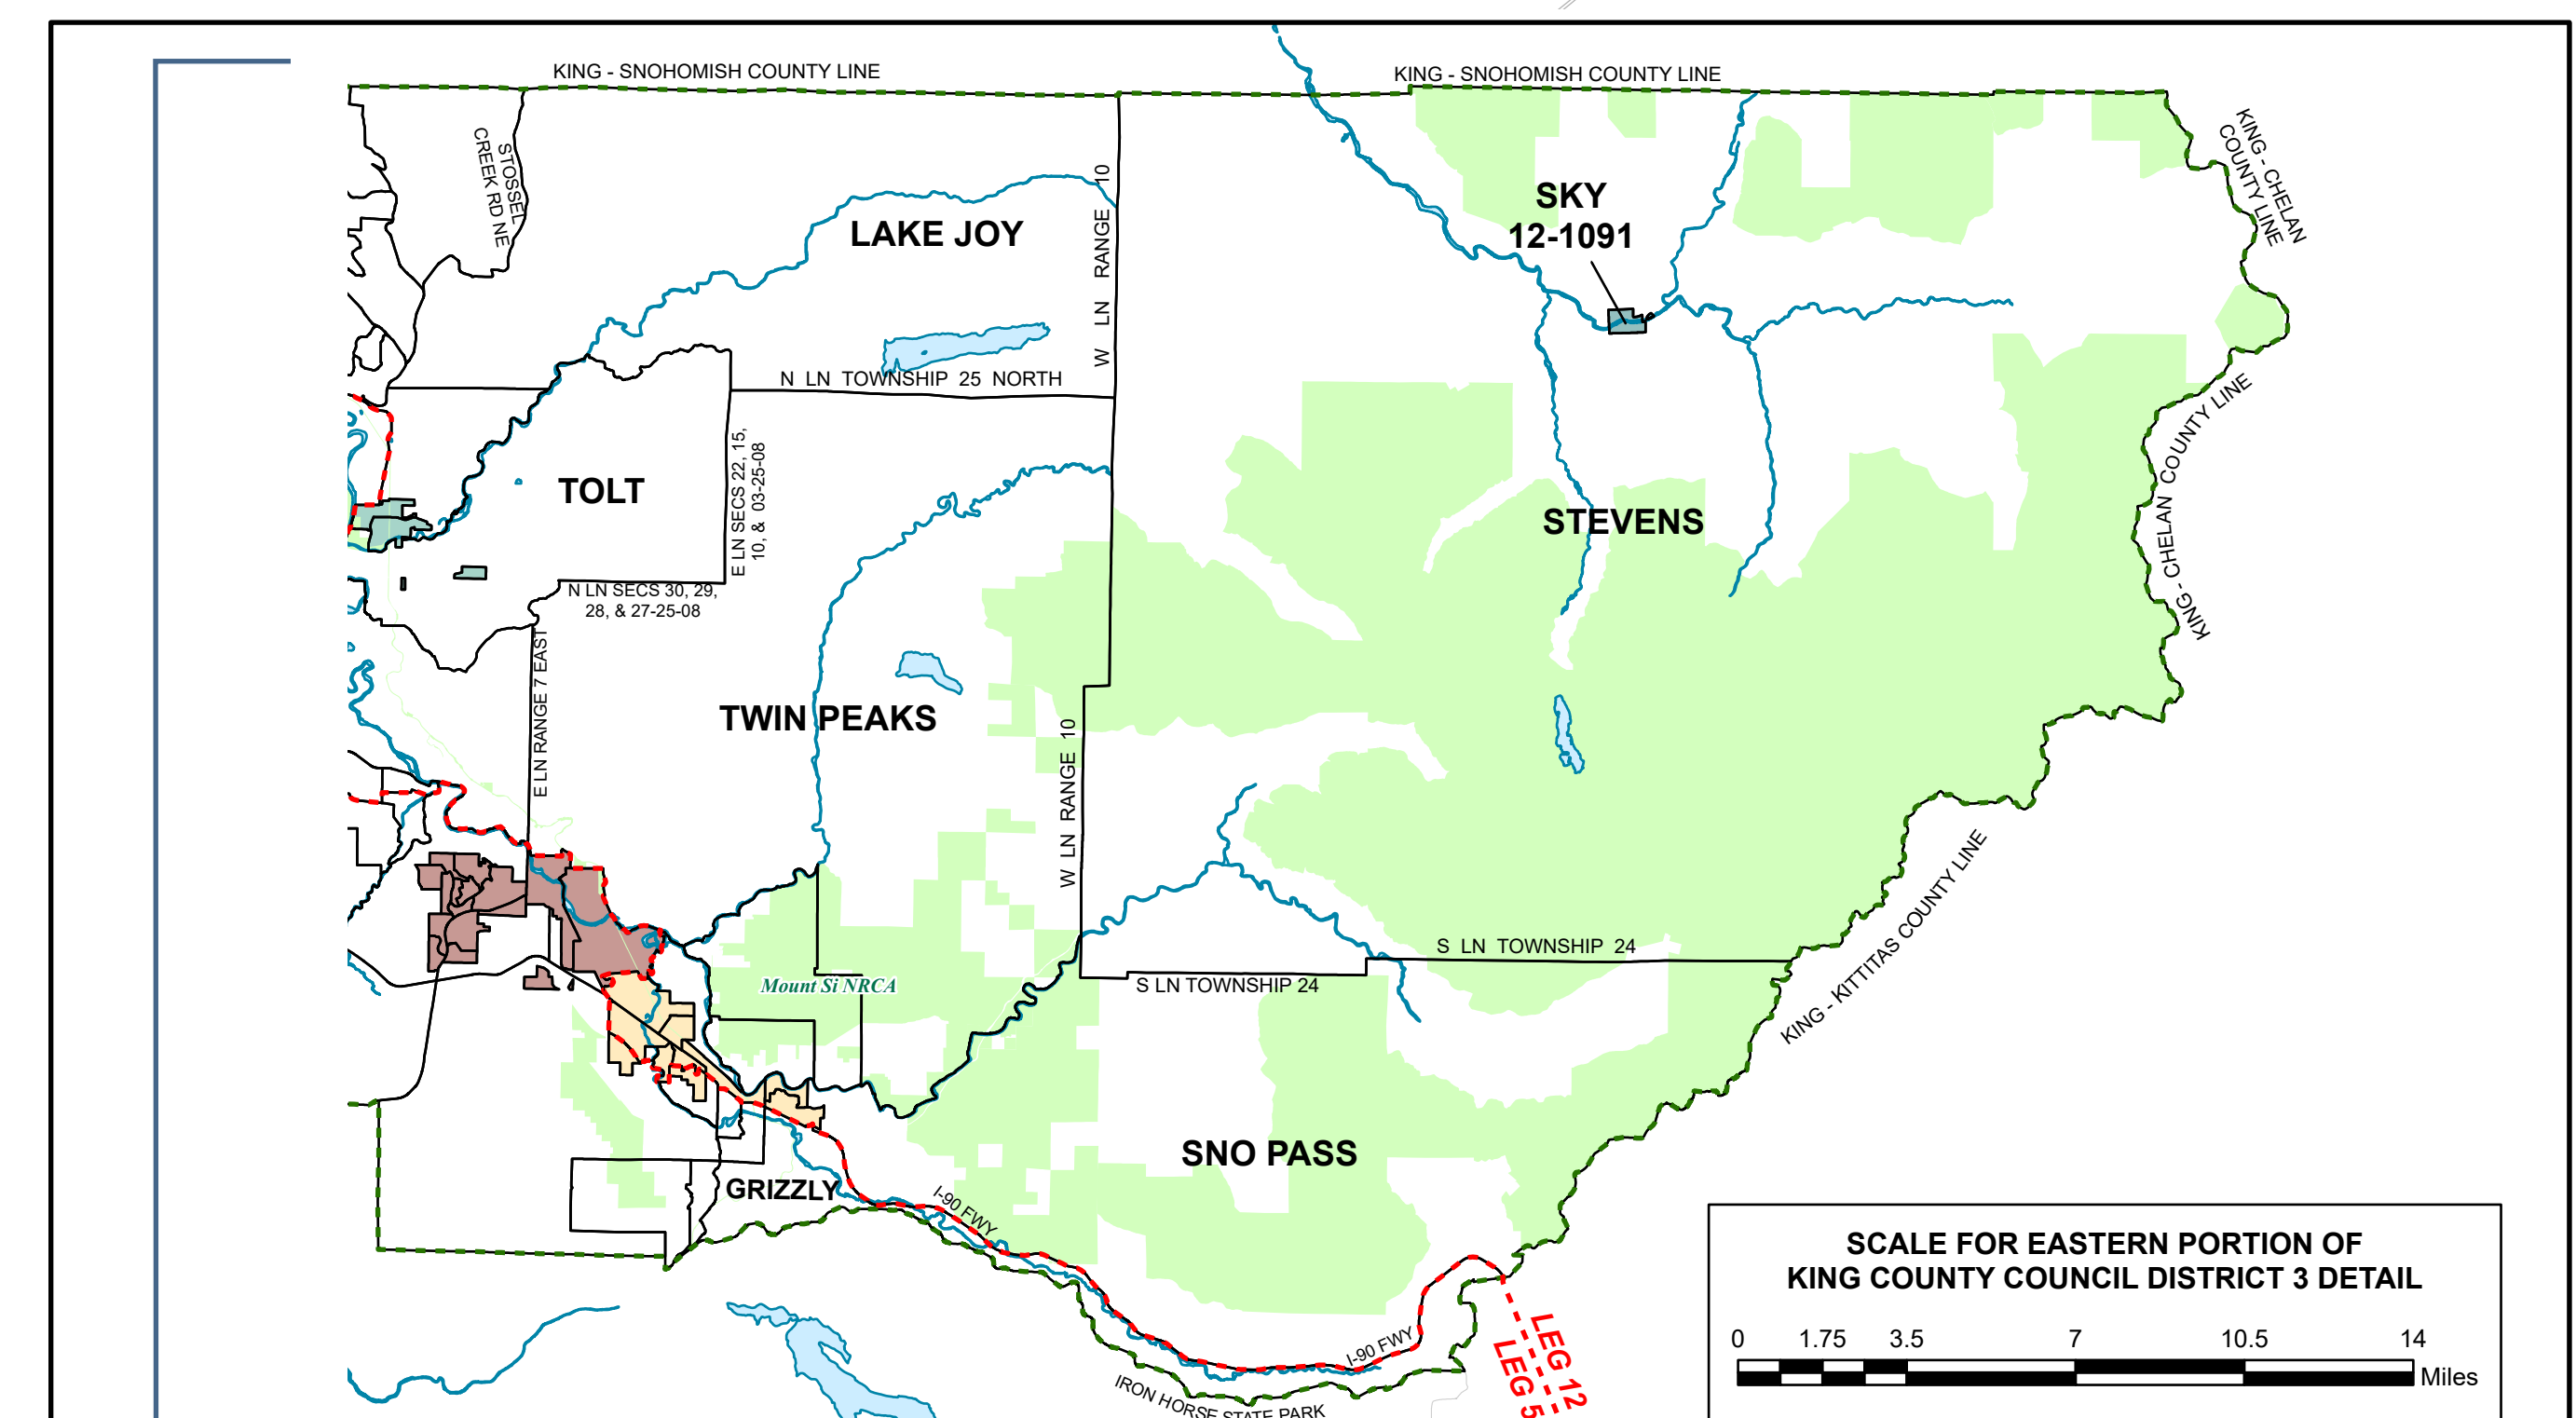 KING - SNOHOMISH COUNTY LINE
KING - SNOHOMISH COUNTY LINE
STOSSEL
CREEK RD NE
KING - CHELAN
COUNTY LINE
LAKE JOY
W LN RANGE 10
SKY
12-1091
N LN TOWNSHIP 25 NORTH
KING - CHELAN COUNTY LINE
TOLT
E LN SECS 22, 15,
10, & 03-25-08
STEVENS
N LN SECS 30, 29,
28, & 27-25-08
E LN RANGE 7 EAST
TWIN PEAKS
W LN RANGE 10
KING - KITTITAS COUNTY LINE
S LN TOWNSHIP 24
S LN TOWNSHIP 24
Mount Si NRCA
SNO PASS
GRIZZLY
I-90 FWY
I-90 FWY
IRON HORSE STATE PARK
LEG 12
LEG 5
SCALE FOR EASTERN PORTION OF
KING COUNTY COUNCIL DISTRICT 3 DETAIL
0 1.75 3.5 7 10.5 14
Miles